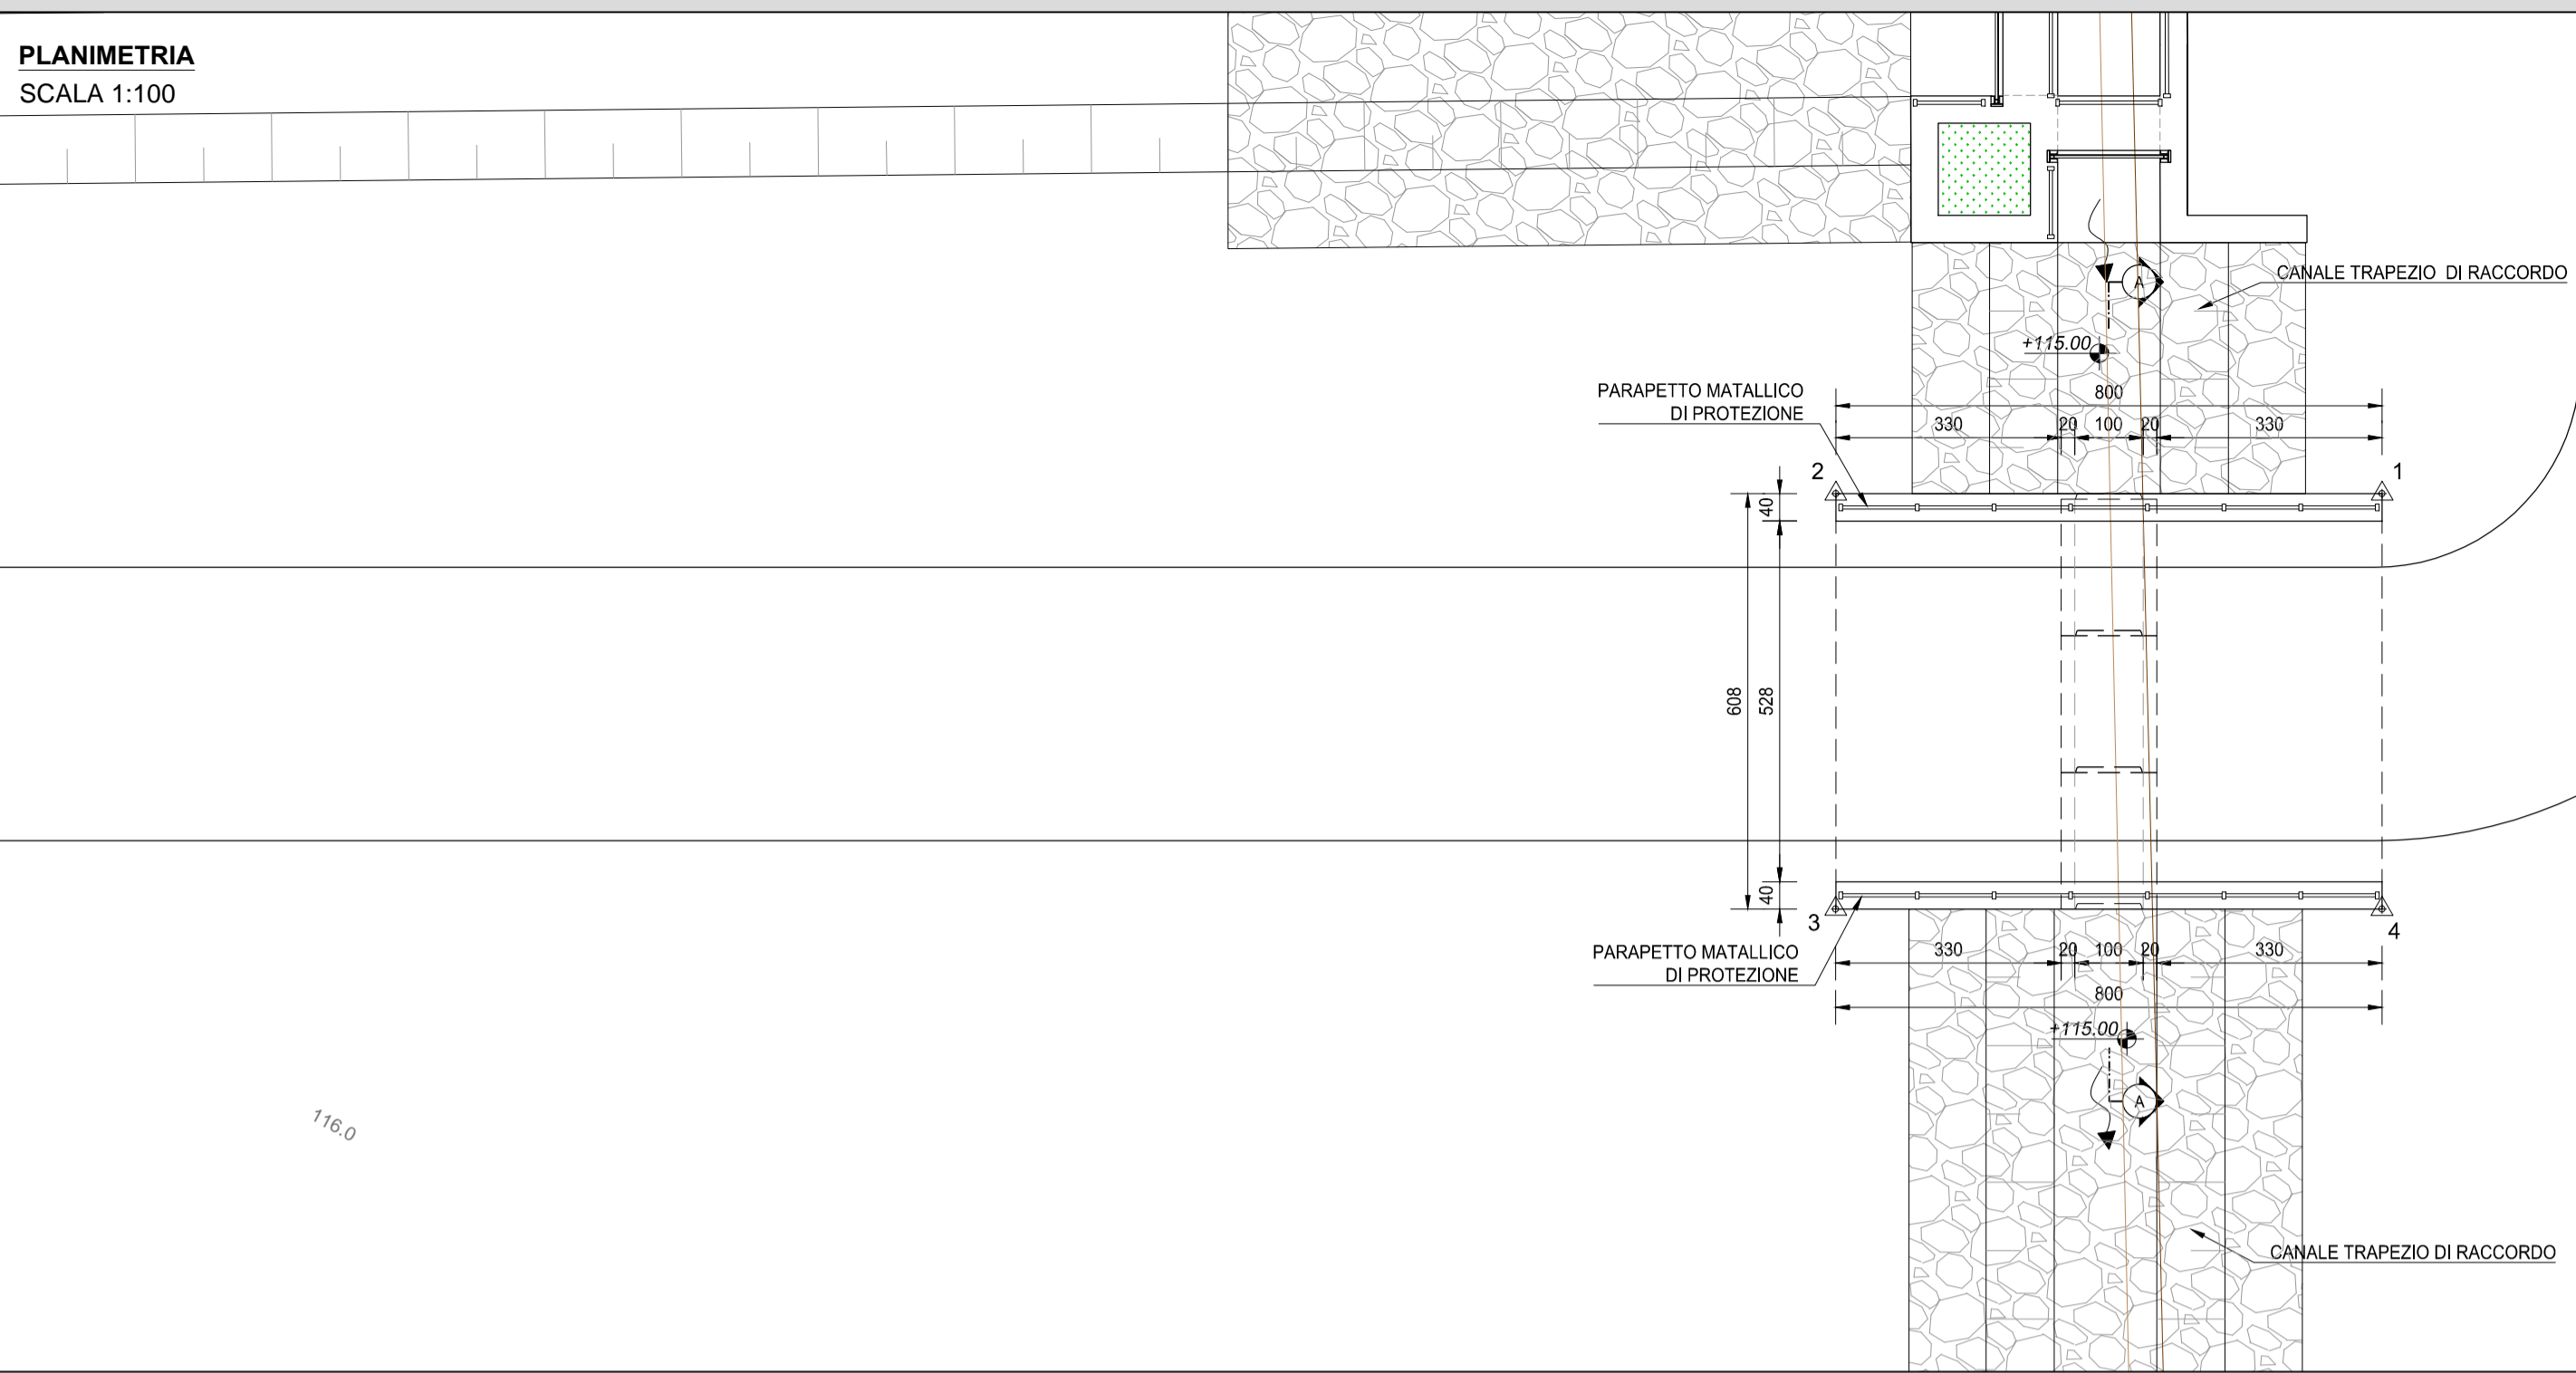 PLANIMETRIA
SCALA 1:100
CANALE TRAPEZIO DI RACCORDO
A
+115.00
PARAPETTO MATALLICO
DI PROTEZIONE
800
330 20 100 20 330
2
1
40
608
528
40
3
4
PARAPETTO MATALLICO
DI PROTEZIONE
330 20 100 20 330
800
+115.00
A
116.0
CANALE TRAPEZIO DI RACCORDO